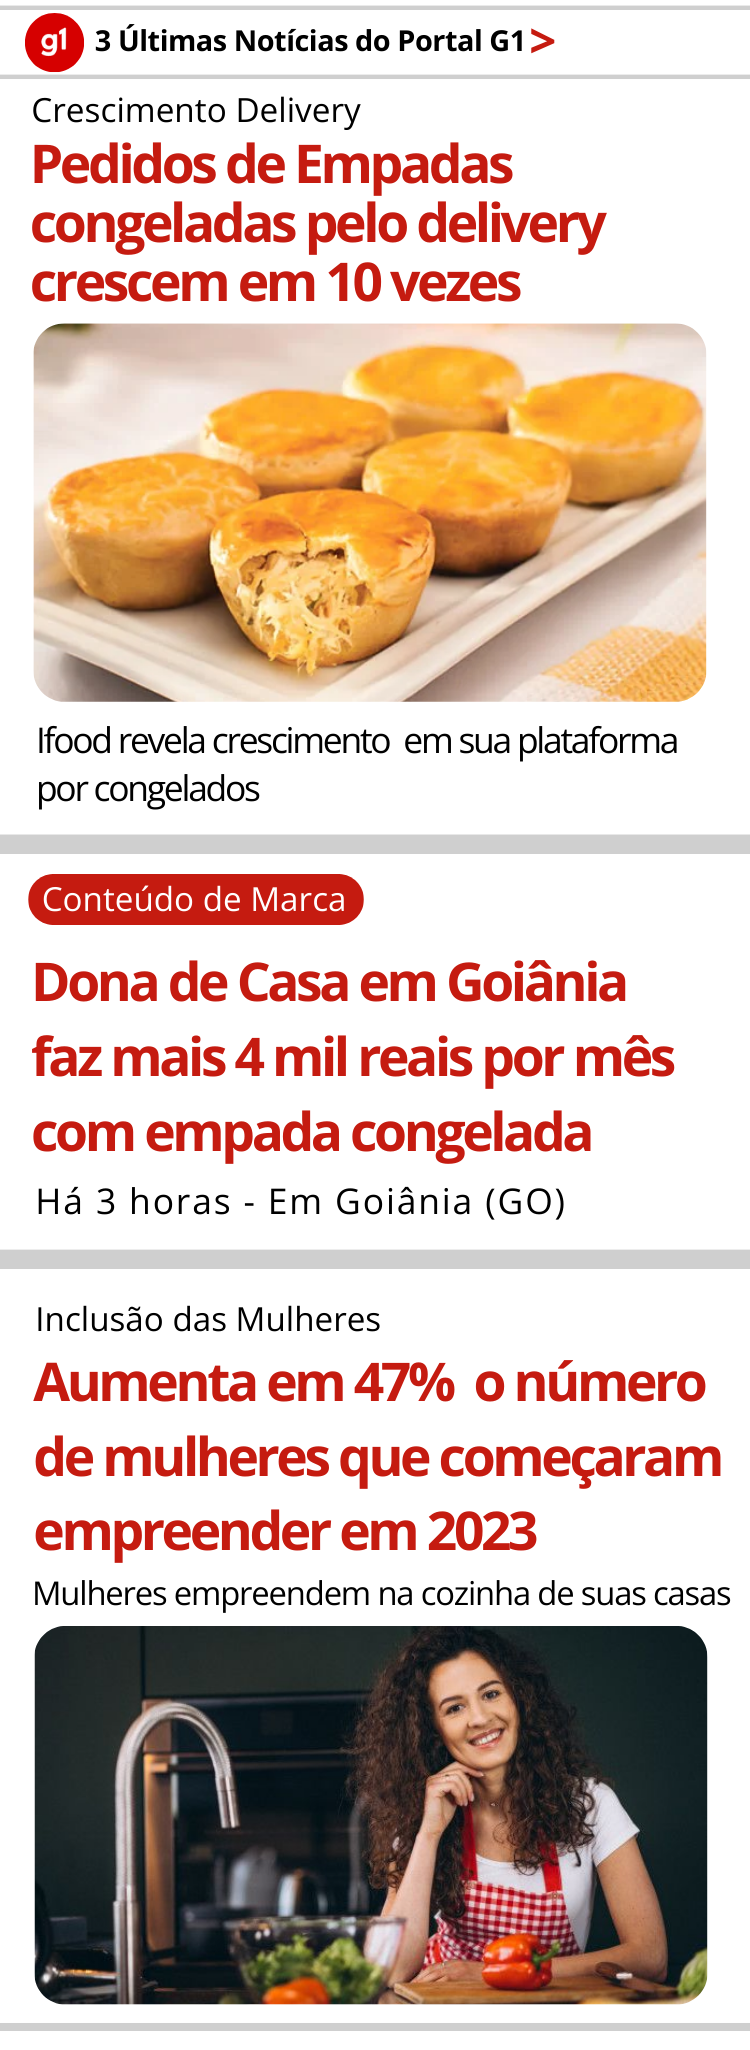 g1 3 Últimas Notícias do Portal G1 >
Crescimento Delivery
Pedidos de Empadas
congeladas pelo delivery
crescem em 10 vezes
Ifood revela crescimento em sua plataforma
por congelados
Conteúdo de Marca
Dona de Casa em Goiânia
faz mais 4 mil reais por mês
com empada congelada
Há 3 horas - Em Goiânia (GO)
Inclusão das Mulheres
Aumenta em 47% o número
de mulheres que começaram
empreender em 2023
Mulheres empreendem na cozinha de suas casas